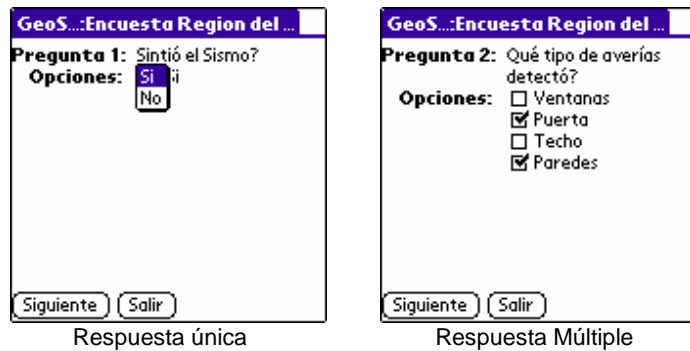 GeoS...:Encuesta Region del ...
Pregunta 1: Sintió el Sismo?
Opciones: Si
No
Siguiente Salir
Respuesta única
GeoS...:Encuesta Region del ...
Pregunta 2: Qué tipo de averías
detectó?
Opciones: Ventanas
Puerta
Techo
Paredes
Siguiente Salir
Respuesta Múltiple